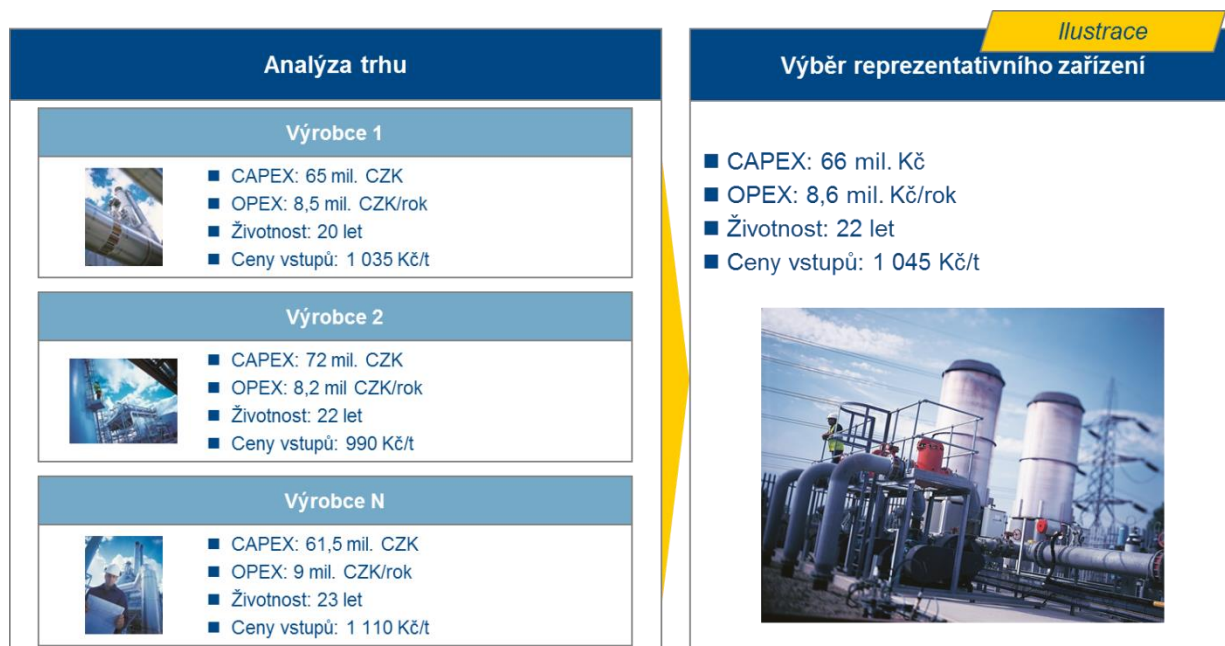 Ilustrace
Analýza trhu
Výrobce 1
CAPEX: 65 mil. CZK
OPEX: 8,5 mil. CZK/rok
Životnost: 20 let
Ceny vstupů: 1 035 Kč/t
Výrobce 2
CAPEX: 72 mil. CZK
OPEX: 8,2 mil CZK/rok
Životnost: 22 let
Ceny vstupů: 990 Kč/t
Výrobce N
CAPEX: 61,5 mil. CZK
OPEX: 9 mil. CZK/rok
Životnost: 23 let
Ceny vstupů: 1 110 Kč/t
Výběr reprezentativního zařízení
CAPEX: 66 mil. Kč
OPEX: 8,6 mil. Kč/rok
Životnost: 22 let
Ceny vstupů: 1 045 Kč/t